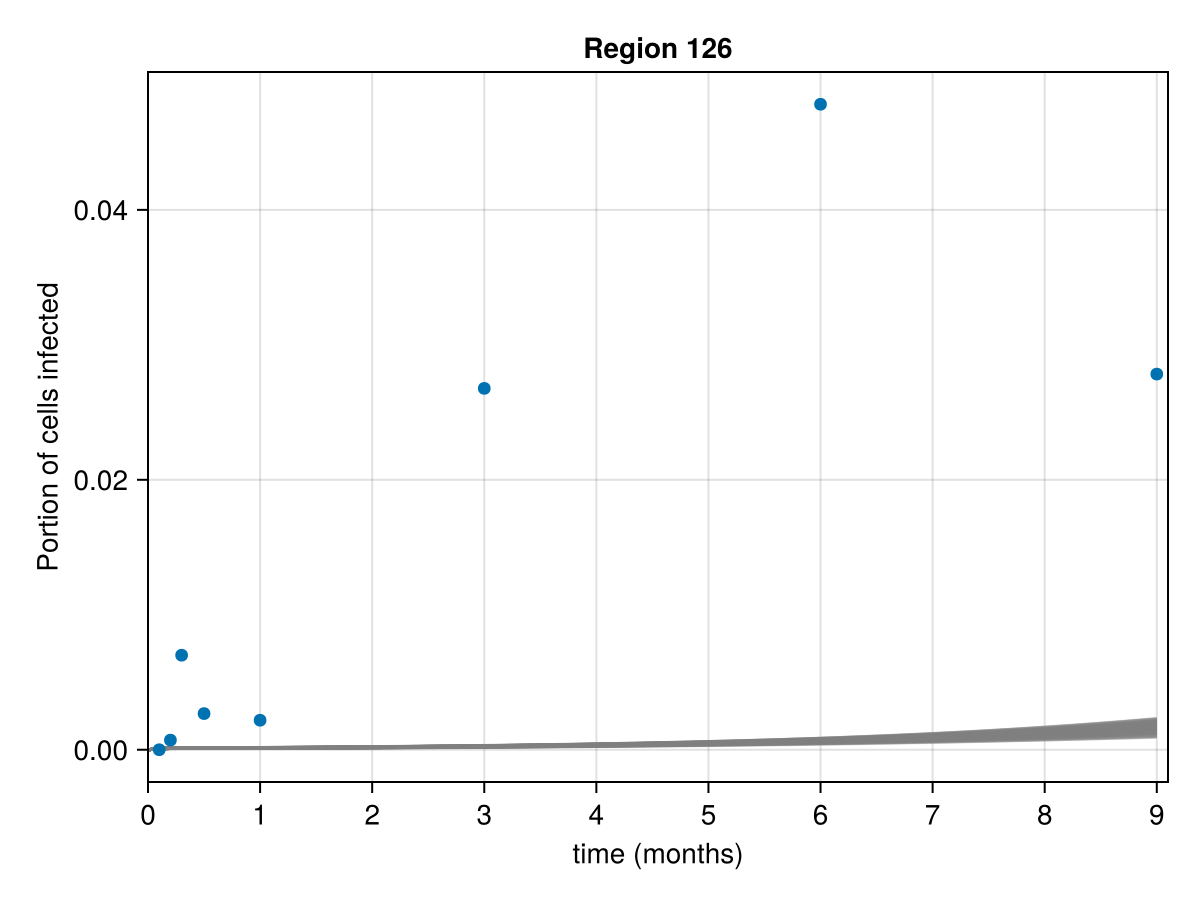 Region 126
Portion of cells infected
0.04
0.02
0.00
0 1 2 3 4 5 6 7 8 9
time (months)